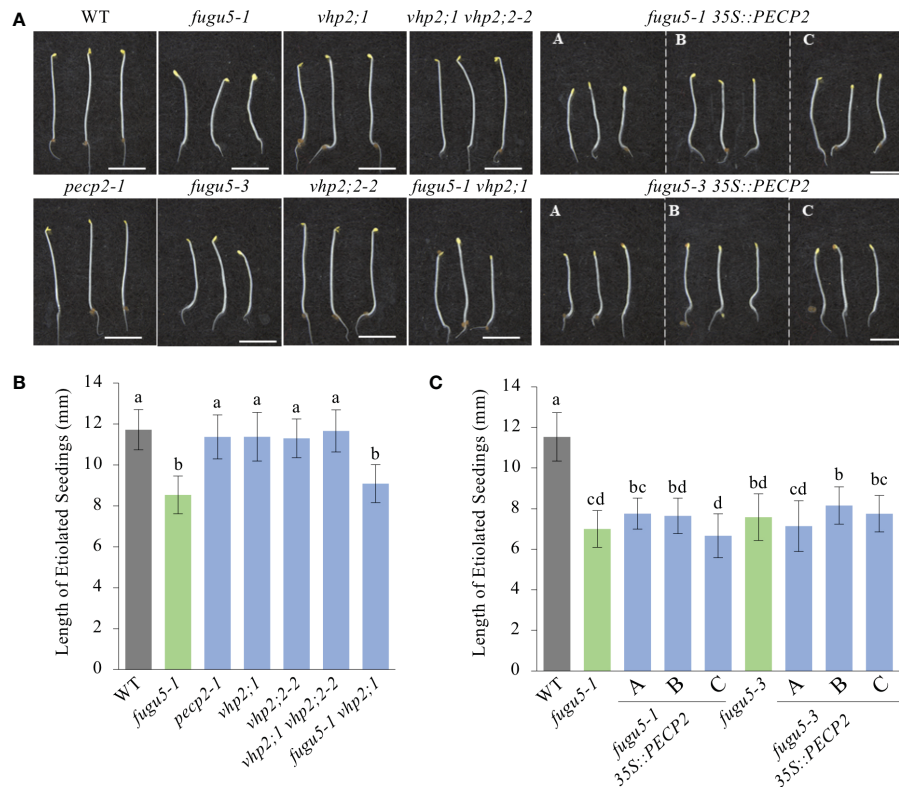 A
WT fugu5-1 vhp2;1 vhp2;1 vhp2;2-2 fugu5-1 35S::PECP2
A B C
pecp2-1 fugu5-3 vhp2;2-2 fugu5-1 vhp2;1 fugu5-3 35S::PECP2
A B C
B
Length of Etiolated Seedings (mm)
14
12
10
8
6
4
2
0
a b a a a a b
WT fugu5-1 pecp2-1 vhp2;1 vhp2;2-2 vhp2;1 vhp2;2-2 fugu5-1 vhp2;1
C
Length of Etiolated Seedings (mm)
14
12
10
8
6
4
2
0
a cd bc bd d bd cd b bc
WT fugu5-1 A B C fugu5-3 A B C
fugu5-1 fugu5-3
35S::PECP2 35S::PECP2